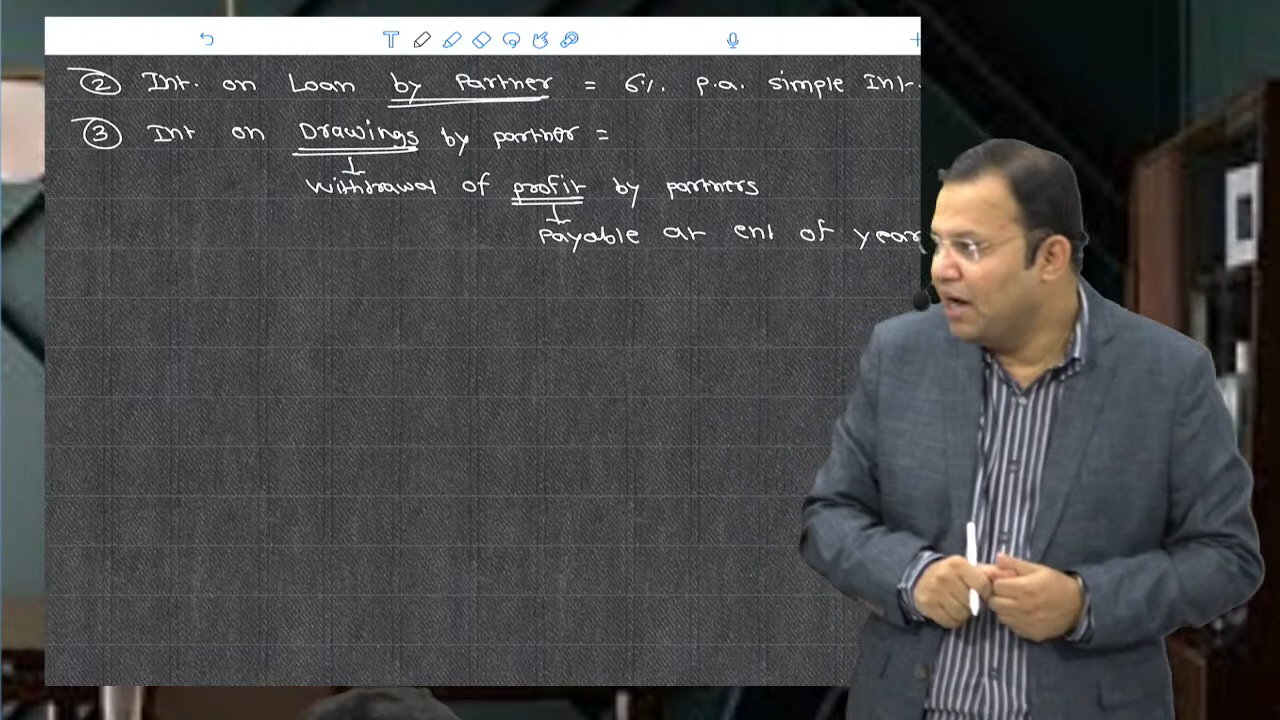 ② Int. on Loan by Partner = 6%. p.a. simple Int.
③ Int on Drawings by partner =
withdrawal of profit by partners
Payable at ent of year